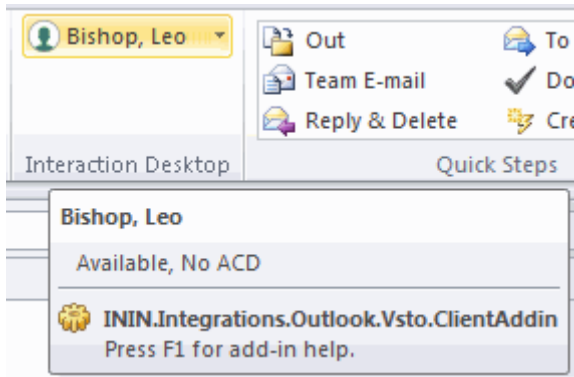 Bishop, Leo
Out
To
Team E-mail
Do
Reply & Delete
Cre
Interaction Desktop
Quick Steps
Bishop, Leo
Available, No ACD
ININ.Integrations.Outlook.Vsto.ClientAddin
Press F1 for add-in help.